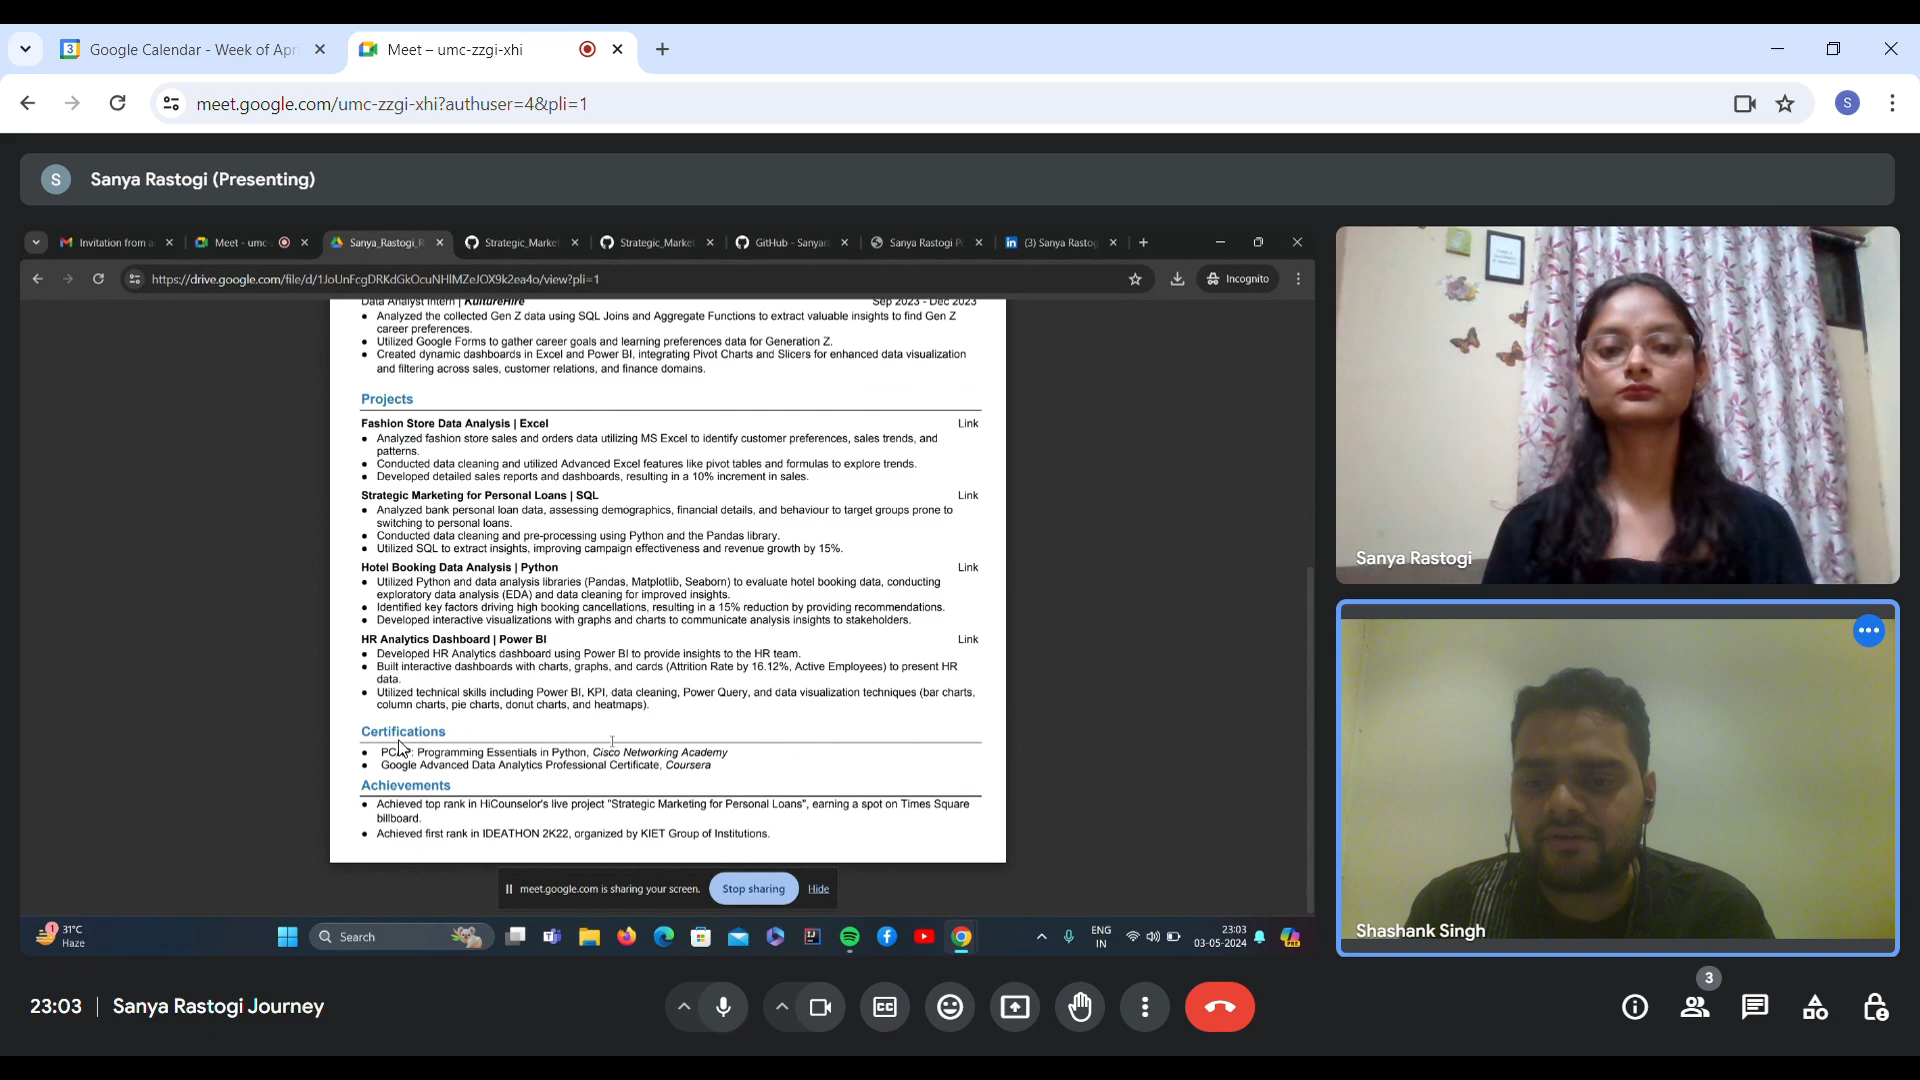 Google Calendar - Week of Apr
Meet – umc-zzgi-xhi
meet.google.com/umc-zzgi-xhi?authuser=4&pli=1
S
S
Sanya Rastogi (Presenting)
Invitation from a
Meet - umc
Sanya_Rastogi_R
Strategic_Market
Strategic_Market
GitHub - Sanyar
Sanya Rastogi P
(3) Sanya Rastog
https://drive.google.com/file/d/1JoUnFcgDRKdGkOcuNHlMZeJOX9k2ea4o/view?pli=1
Incognito
Data Analyst Intern | KultureHire Sep 2023 - Dec 2023
• Analyzed the collected Gen Z data using SQL Joins and Aggregate Functions to extract valuable insights to find Gen Z
career preferences.
• Utilized Google Forms to gather career goals and learning preferences data for Generation Z.
• Created dynamic dashboards in Excel and Power BI, integrating Pivot Charts and Slicers for enhanced data visualization
and filtering across sales, customer relations, and finance domains.
Projects
Fashion Store Data Analysis | Excel Link
• Analyzed fashion store sales and orders data utilizing MS Excel to identify customer preferences, sales trends, and
patterns.
• Conducted data cleaning and utilized Advanced Excel features like pivot tables and formulas to explore trends.
• Developed detailed sales reports and dashboards, resulting in a 10% increment in sales.
Strategic Marketing for Personal Loans | SQL Link
• Analyzed bank personal loan data, assessing demographics, financial details, and behaviour to target groups prone to
switching to personal loans.
• Conducted data cleaning and pre-processing using Python and the Pandas library.
• Utilized SQL to extract insights, improving campaign effectiveness and revenue growth by 15%.
Hotel Booking Data Analysis | Python Link
• Utilized Python and data analysis libraries (Pandas, Matplotlib, Seaborn) to evaluate hotel booking data, conducting
exploratory data analysis (EDA) and data cleaning for improved insights.
• Identified key factors driving high booking cancellations, resulting in a 15% reduction by providing recommendations.
• Developed interactive visualizations with graphs and charts to communicate analysis insights to stakeholders.
HR Analytics Dashboard | Power BI Link
• Developed HR Analytics dashboard using Power BI to provide insights to the HR team.
• Built interactive dashboards with charts, graphs, and cards (Attrition Rate by 16.12%, Active Employees) to present HR
data.
• Utilized technical skills including Power BI, KPI, data cleaning, Power Query, and data visualization techniques (bar charts,
column charts, pie charts, donut charts, and heatmaps).
Certifications
• Programming Essentials in Python, Cisco Networking Academy
• Google Advanced Data Analytics Professional Certificate, Coursera
Achievements
• Achieved top rank in HiCounselor's live project "Strategic Marketing for Personal Loans", earning a spot on Times Square
billboard.
• Achieved first rank in IDEATHON 2K22, organized by KIET Group of Institutions.
meet.google.com is sharing your screen. Stop sharing Hide
31°C
Haze
Search
ENG
IN
23:03
03-05-2024
Sanya Rastogi
Shashank Singh
23:03 | Sanya Rastogi Journey
3